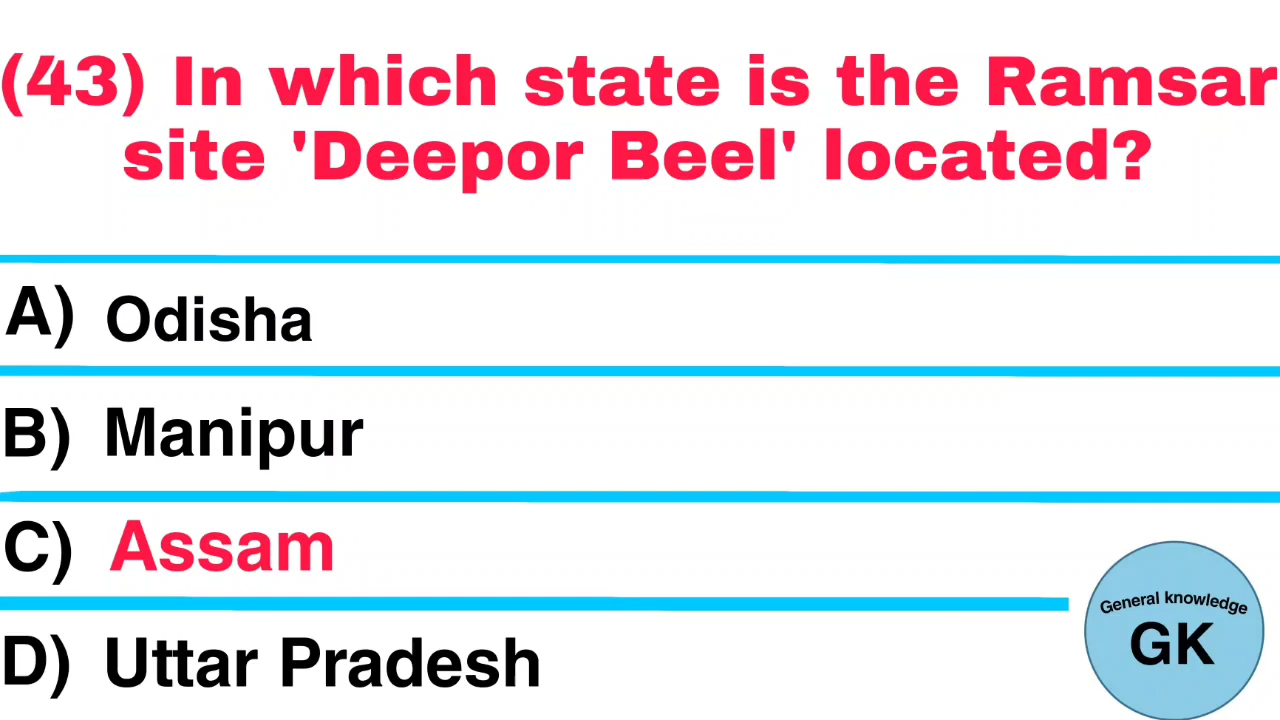 (43) In which state is the Ramsar
site 'Deepor Beel' located?
A) Odisha
B) Manipur
C) Assam
D) Uttar Pradesh
General knowledge
GK